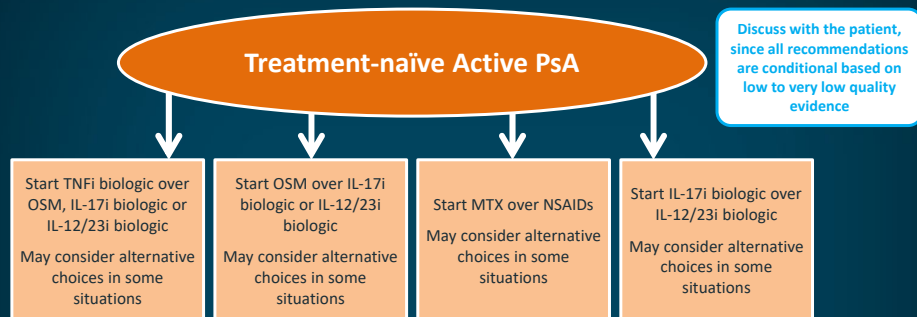 Treatment-naïve Active PsA
Discuss with the patient,
since all recommendations
are conditional based on
low to very low quality
evidence
Start TNFi biologic over
OSM, IL-17i biologic or
IL-12/23i biologic
May consider alternative
choices in some
situations
Start OSM over IL-17i
biologic or IL-12/23i
biologic
May consider alternative
choices in some
situations
Start MTX over NSAIDs
May consider alternative
choices in some
situations
Start IL-17i biologic over
IL-12/23i biologic
May consider alternative
choices in some
situations